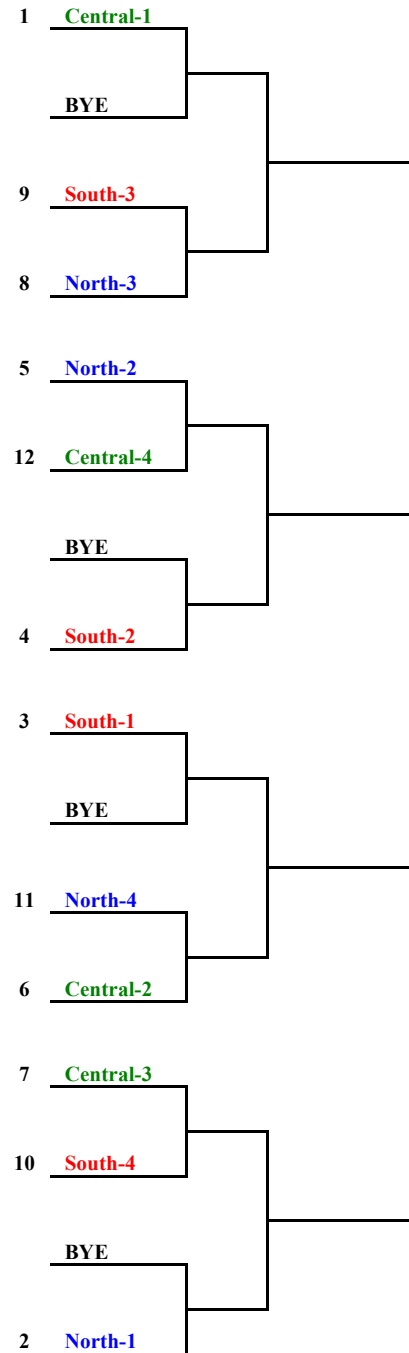 1 Central-1
BYE
9 South-3
8 North-3
5 North-2
12 Central-4
BYE
4 South-2
3 South-1
BYE
11 North-4
6 Central-2
7 Central-3
10 South-4
BYE
2 North-1